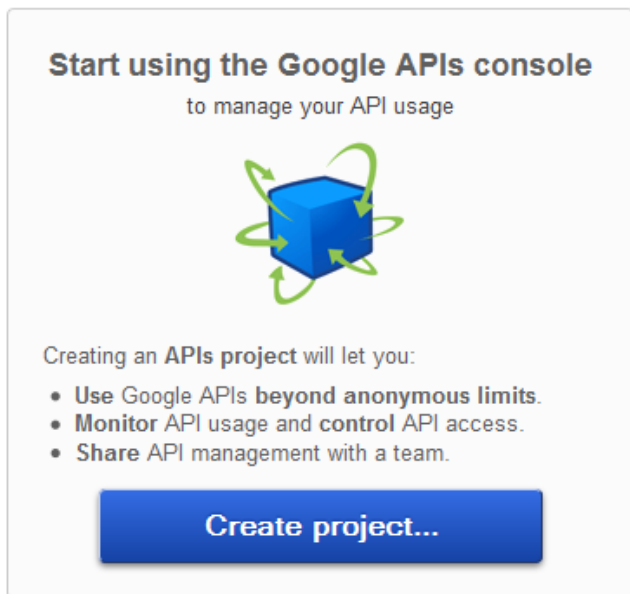 Start using the Google APIs console
to manage your API usage
Creating an APIs project will let you:
• Use Google APIs beyond anonymous limits.
• Monitor API usage and control API access.
• Share API management with a team.
Create project...